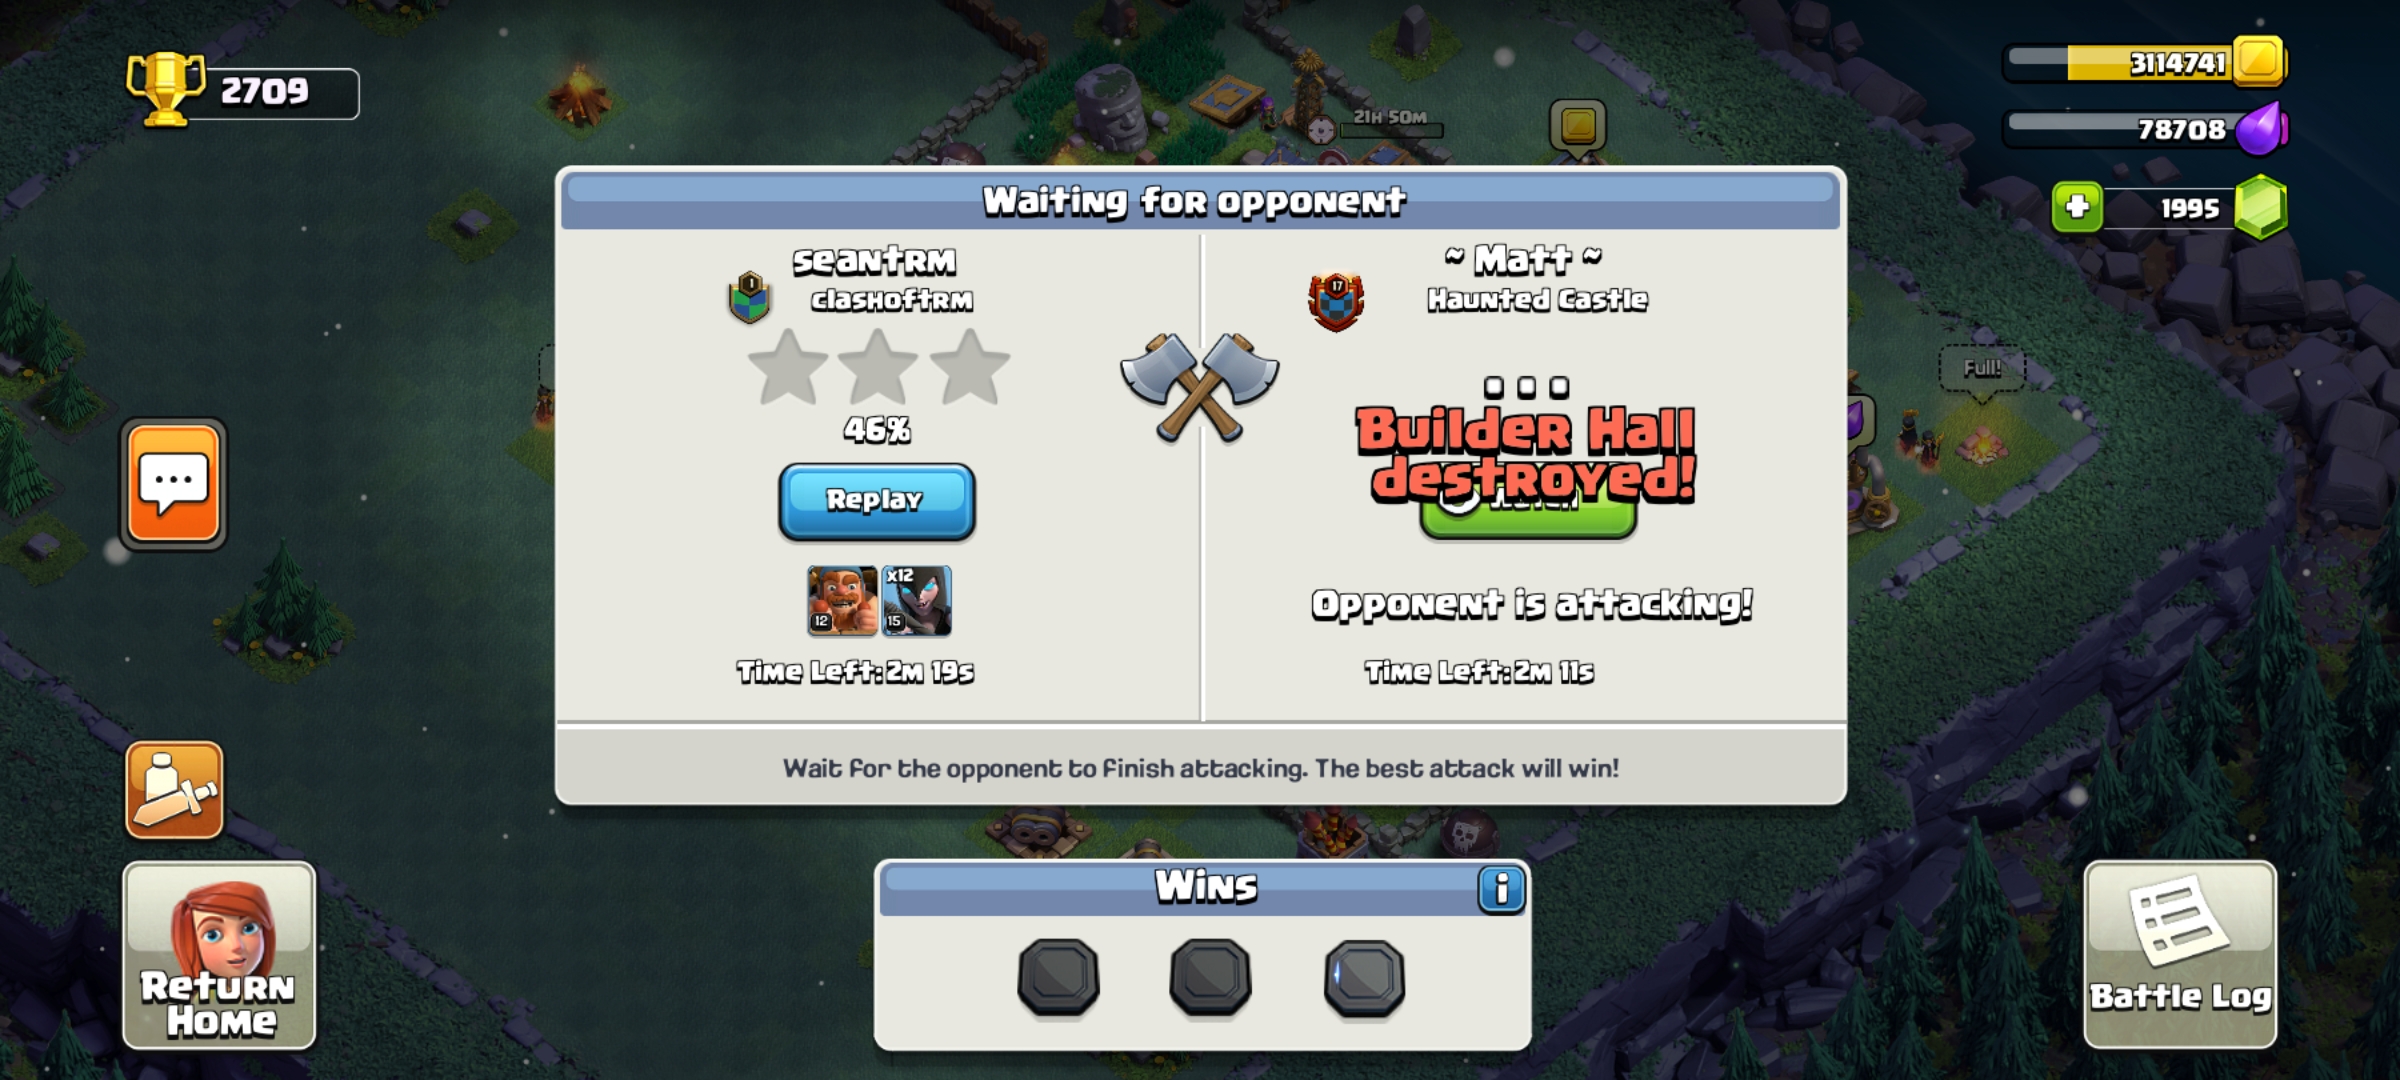 2709
3114741
78708
1995
21H 50M
Waiting for opponent
seantrm
1
clashoftrm
46%
Replay
x12
12
15
Time Left:2m 19s
~ Matt ~
17
Haunted Castle
Builder Hall
destroyed!
Opponent is attacking!
Time Left:2m 11s
Full!
Wait for the opponent to finish attacking. The best attack will win!
Wins
i
Return
Home
Battle Log